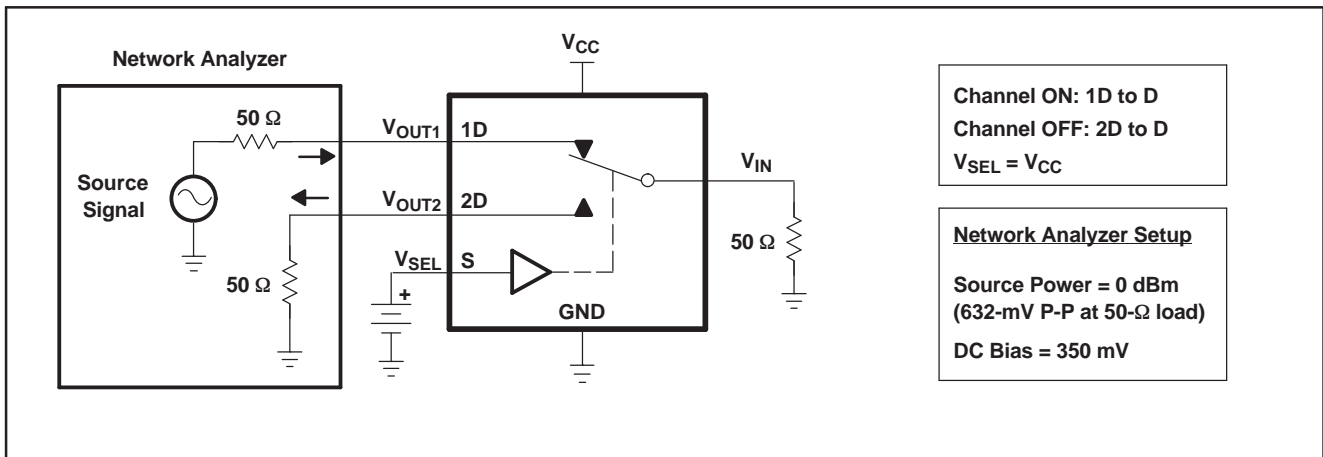 Network Analyzer
50 Ω
Source
Signal
50 Ω
VCC
VOUT1 1D
VOUT2 2D
VSEL S
+
GND
VIN
50 Ω
Channel ON: 1D to D
Channel OFF: 2D to D
VSEL = VCC
Network Analyzer Setup
Source Power = 0 dBm
(632-mV P-P at 50-Ω load)
DC Bias = 350 mV